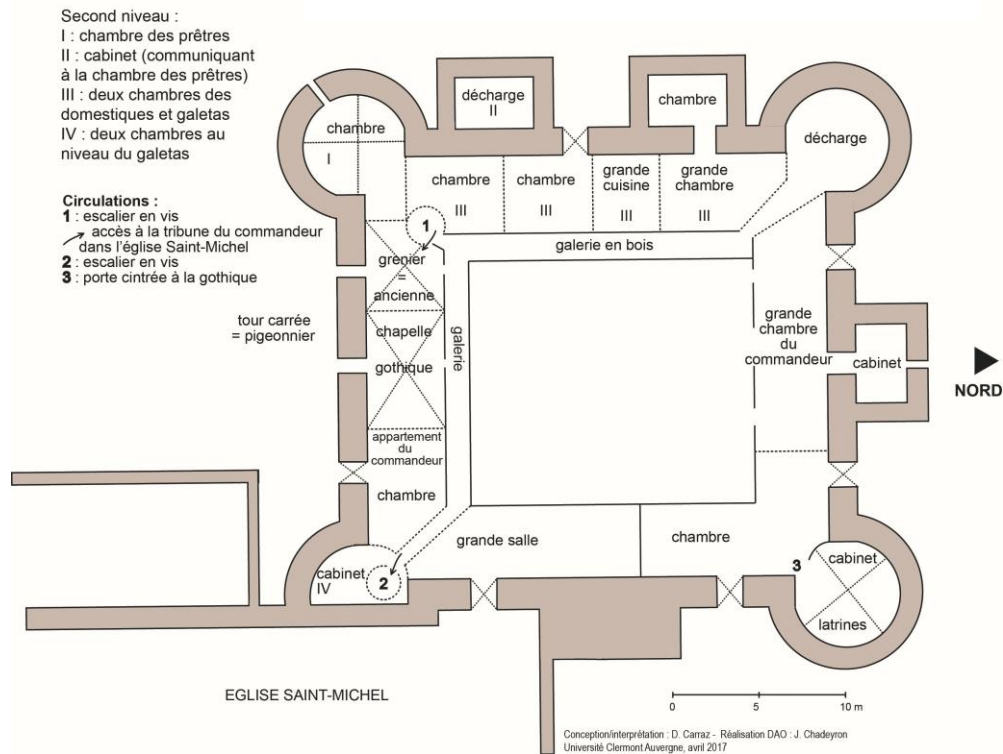 Second niveau :
I : chambre des prêtres
II : cabinet (communiquant
à la chambre des prêtres)
III : deux chambres des
domestiques et galetas
IV : deux chambres au
niveau du galetas
Circulations :
1 : escalier en vis
accès à la tribune du commandeur
dans l'église Saint-Michel
2 : escalier en vis
3 : porte cintrée à la gothique
tour carrée
= pigeonnier
chambre
I
décharge
II
chambre
décharge
chambre
III
chambre
III
grande
cuisine
III
grande
chambre
III
1
galerie en bois
grenier
=
ancienne
chapelle
gothique
galerie
appartement
du
commandeur
chambre
grande
chambre
du
commandeur
cabinet
NORD
grande salle
chambre
cabinet
IV
2
3
cabinet
latrines
EGLISE SAINT-MICHEL
0 5 10 m
Conception/interprétation : D. Carraz - Réalisation DAO : J. Chadeyron
Université Clermont Auvergne, avril 2017